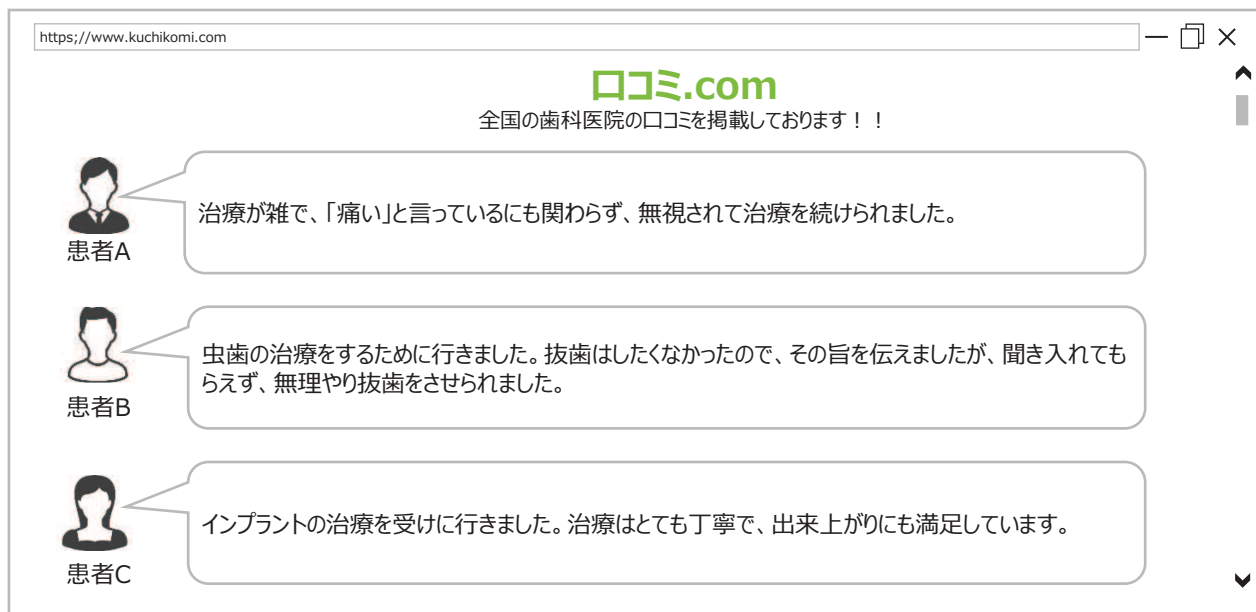 https;//www.kuchikomi.com
口コミ.com
全国の歯科医院の口コミを掲載しております！！
治療が雑で、「痛い」と言っているにも関わらず、無視されて治療を続けられました。
患者A
虫歯の治療をするために行きました。抜歯はしたくなかったので、その旨を伝えましたが、聞き入れても
らえず、無理やり抜歯をさせられました。
患者B
インプラントの治療を受けに行きました。治療はとても丁寧で、出来上がりにも満足しています。
患者C